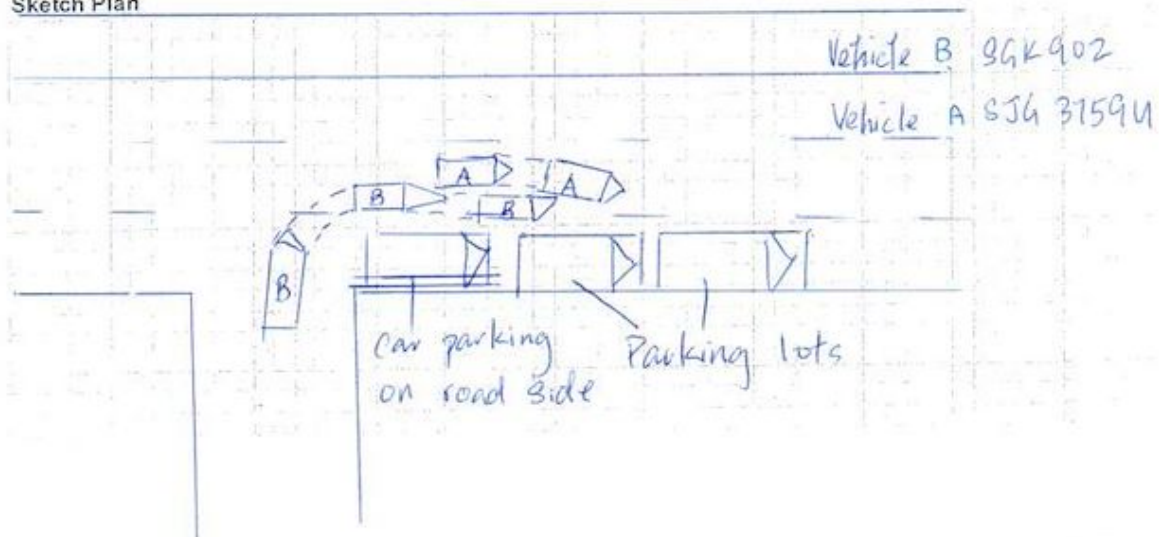 Sketch Plan
Vehicle B SGK902
Vehicle A SJG 3159U
A
A
B
B
B
car parking
on road side
Parking lots